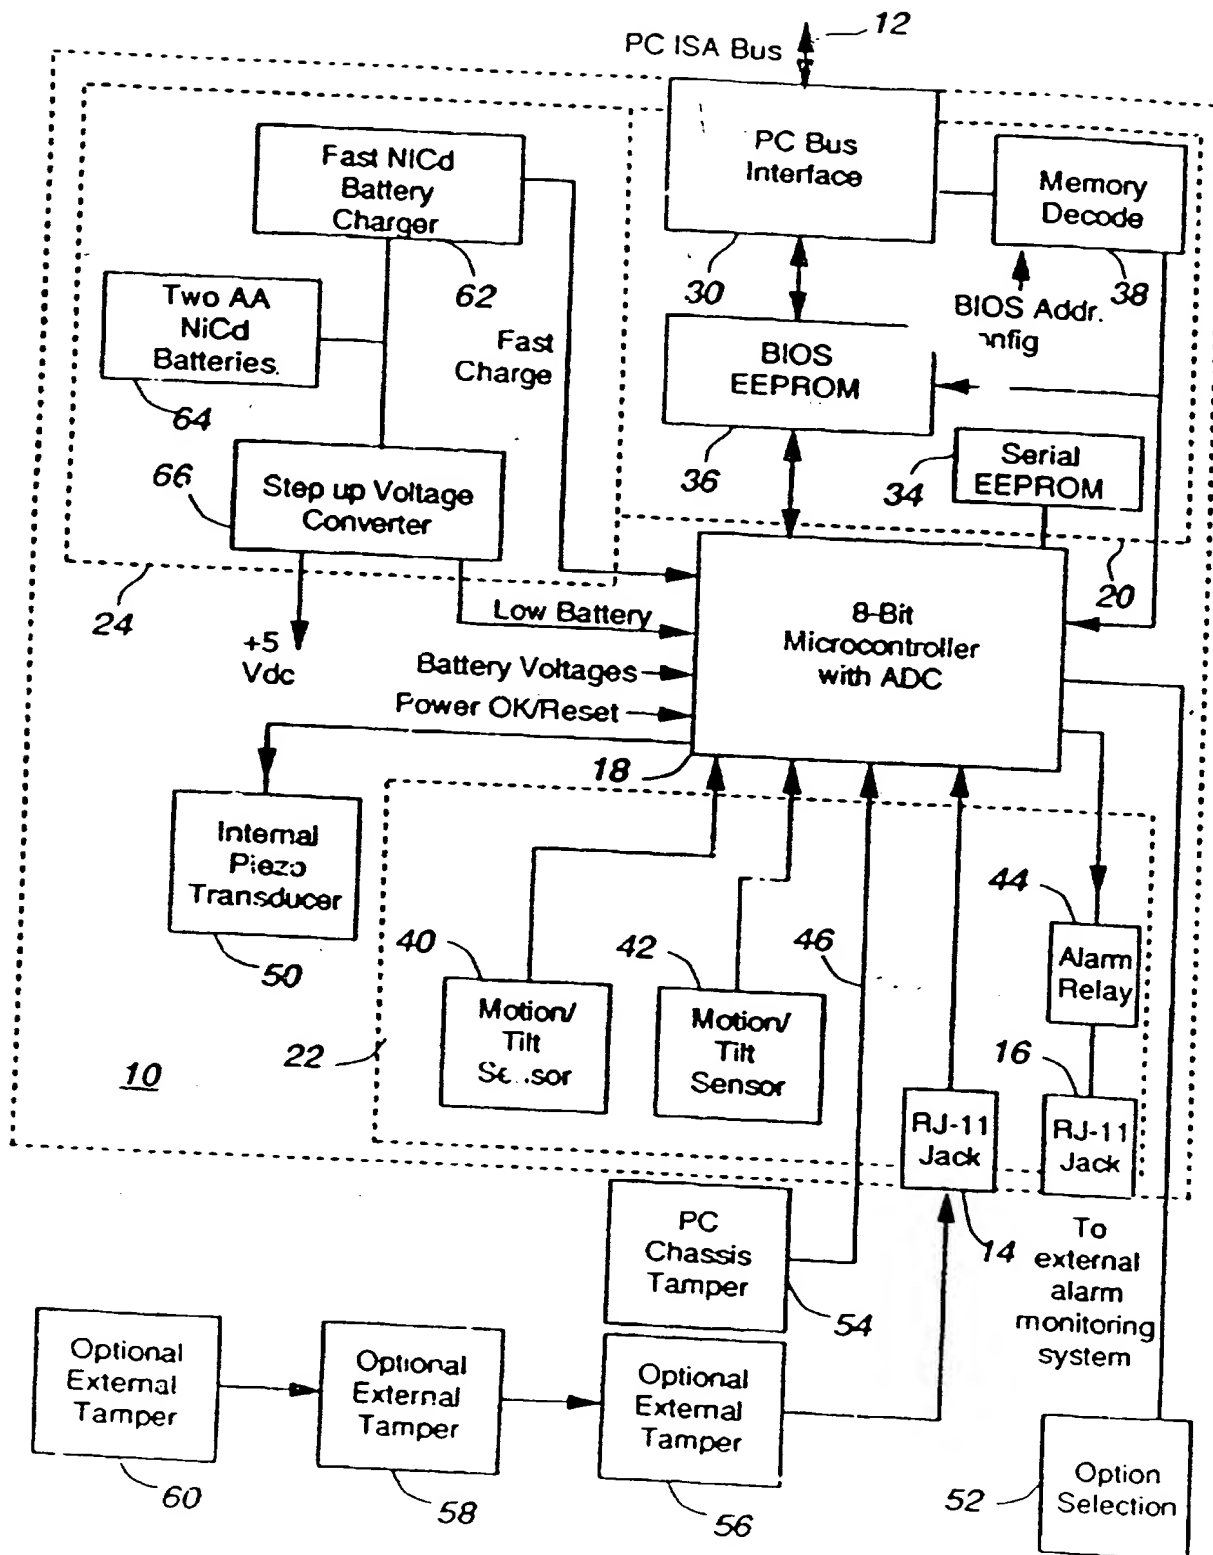 12
PC ISA Bus
Fast NiCd
Battery
Charger
PC Bus
Interface
Memory
Decode
62
30
38
Two AA
NiCd
Batteries
Fast
Charge
BIOS Addr.
BIOS
EEPROM
64
66
Step up Voltage
Converter
36
34
Serial
EEPROM
24
20
+5
Vdc
Low Battery
Battery Voltages
Power OK/Reset
8-Bit
Microcontroller
with ADC
18
Internal
Piezo
Transducer
50
40
42
46
44
Alarm
Relay
Motion/
Tilt
Motion/
Tilt
Sensor
22
10
16
RJ-11
Jack
RJ-11
Jack
PC
Chassis
Tamper
14
54
To
external
alarm
monitoring
system
Optional
External
Tamper
Optional
External
Tamper
Optional
External
Tamper
60
58
56
52
Option
Selection